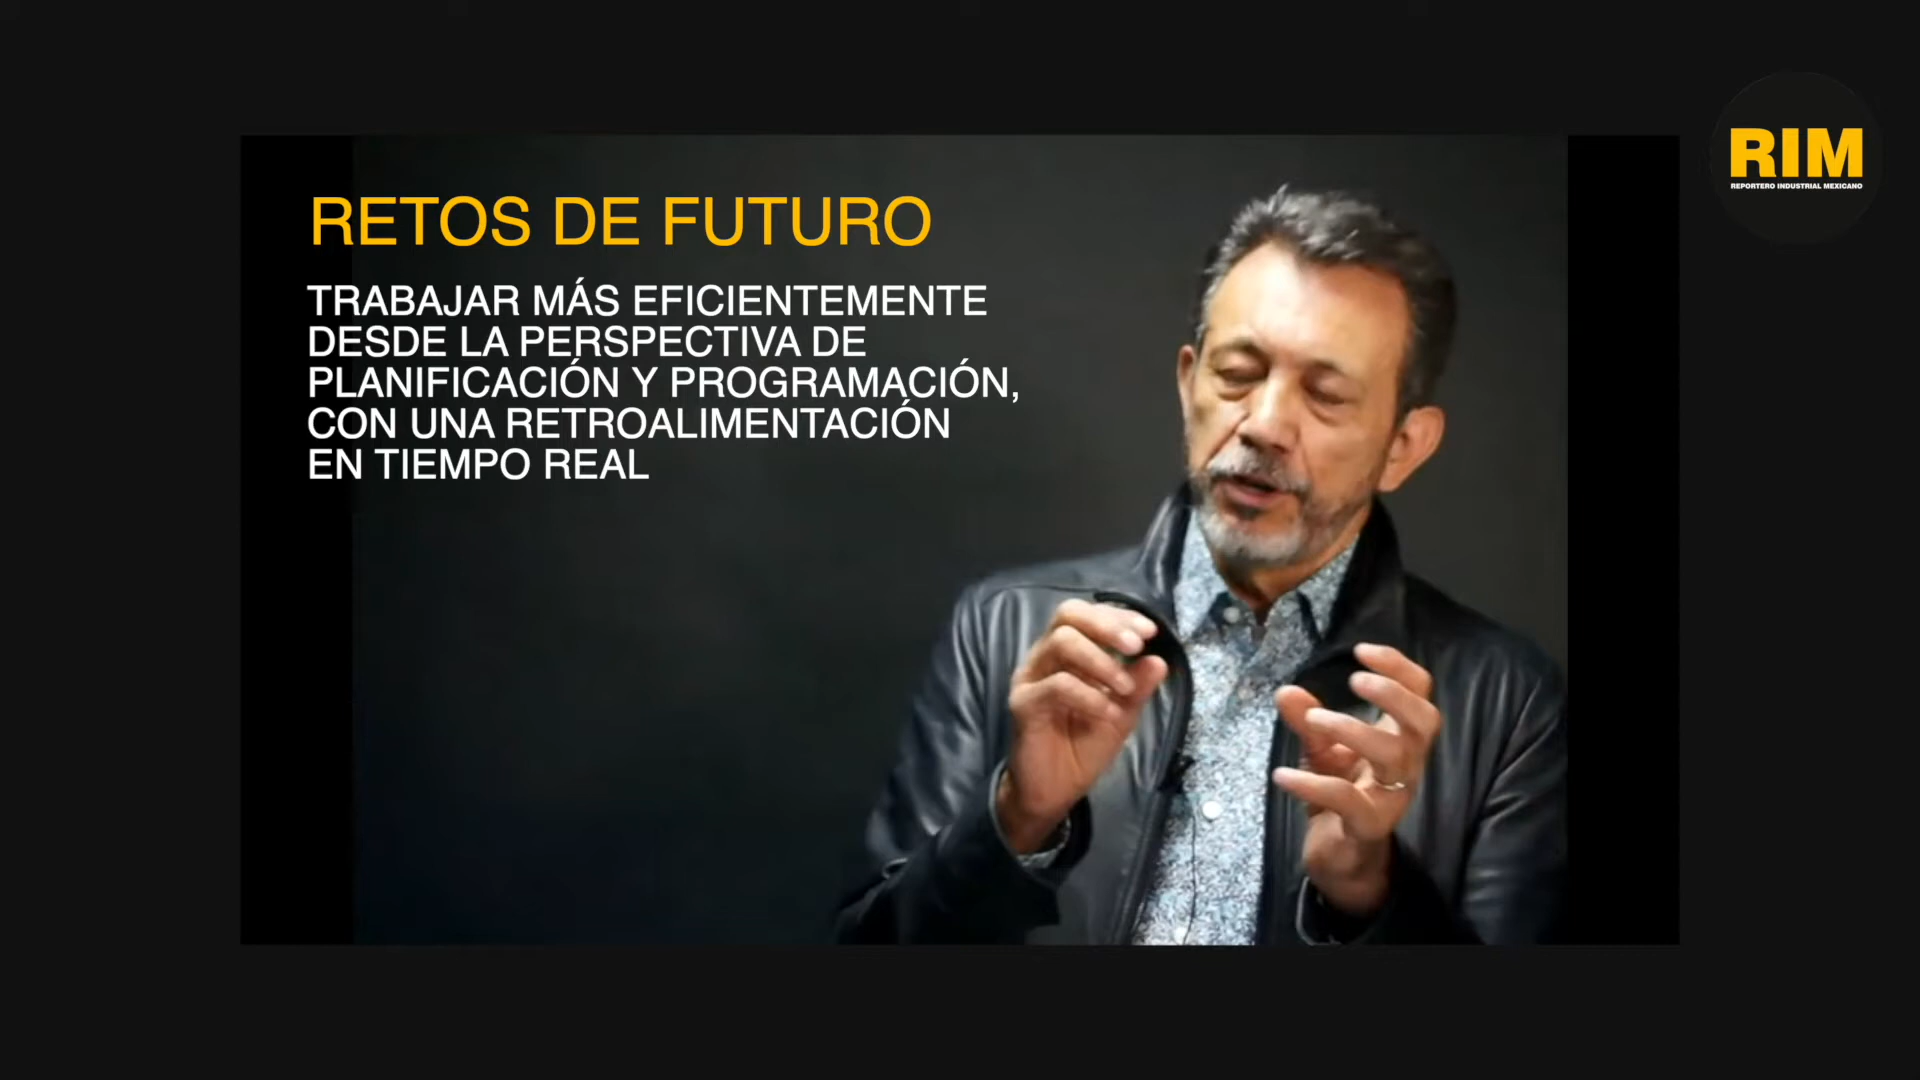 RETOS DE FUTURO
TRABAJAR MÁS EFICIENTEMENTE
DESDE LA PERSPECTIVA DE
PLANIFICACIÓN Y PROGRAMACIÓN,
CON UNA RETROALIMENTACIÓN
EN TIEMPO REAL
RIM
REPORTERO INDUSTRIAL MEXICANO